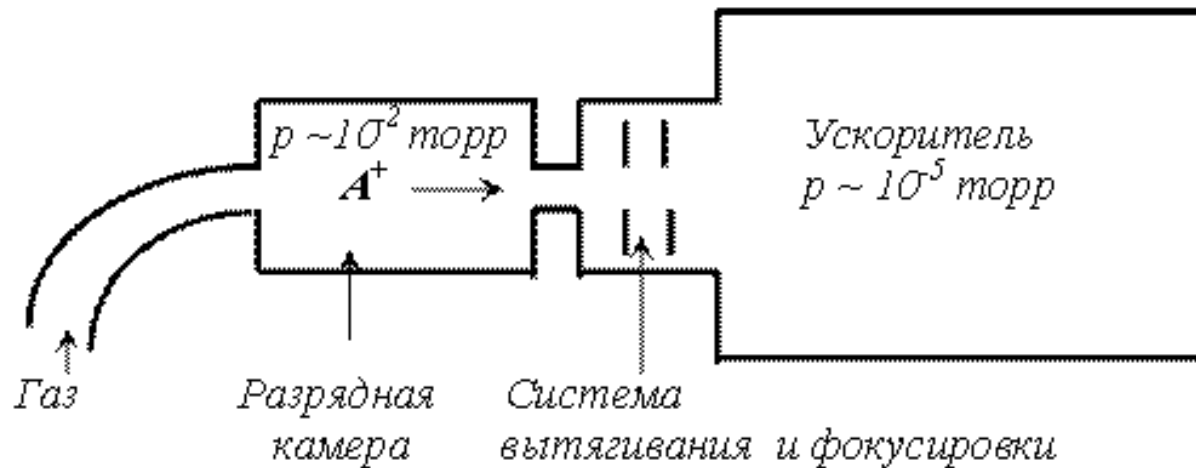 p ~10⁻² торр
A⁺
Ускоритель
p ~ 10⁻⁵ торр
Газ
Разрядная
камера
Система
вытягивания и фокусировки